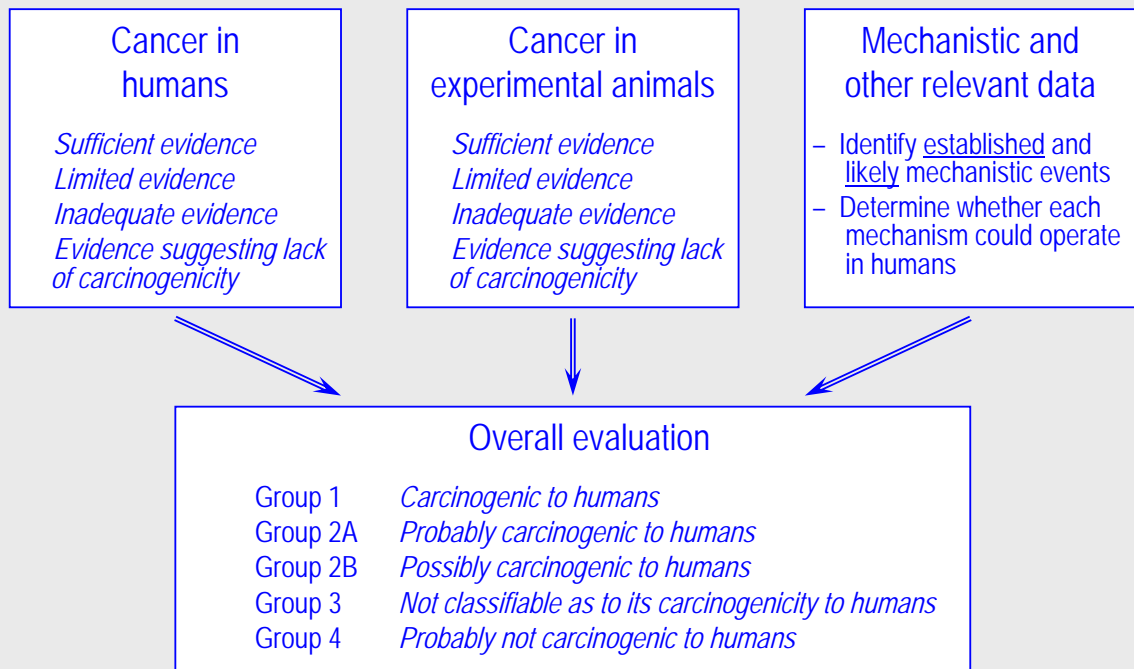 Cancer in
humans
Sufficient evidence
Limited evidence
Inadequate evidence
Evidence suggesting lack
of carcinogenicity
Cancer in
experimental animals
Sufficient evidence
Limited evidence
Inadequate evidence
Evidence suggesting lack
of carcinogenicity
Mechanistic and
other relevant data
– Identify established and
likely mechanistic events
– Determine whether each
mechanism could operate
in humans
Overall evaluation
Group 1 Carcinogenic to humans
Group 2A Probably carcinogenic to humans
Group 2B Possibly carcinogenic to humans
Group 3 Not classifiable as to its carcinogenicity to humans
Group 4 Probably not carcinogenic to humans